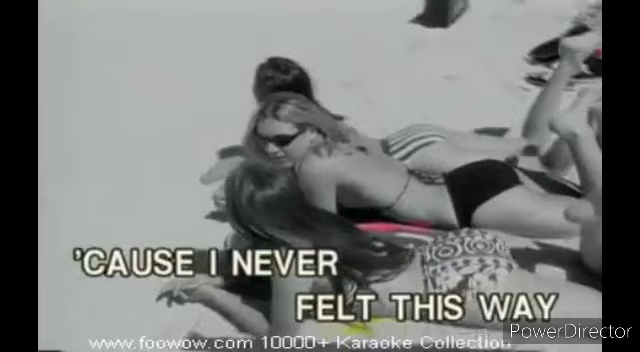 'CAUSE I NEVER
FELT THIS WAY
PowerDirector
www.foowow.com 10000+ Karaoke Collection